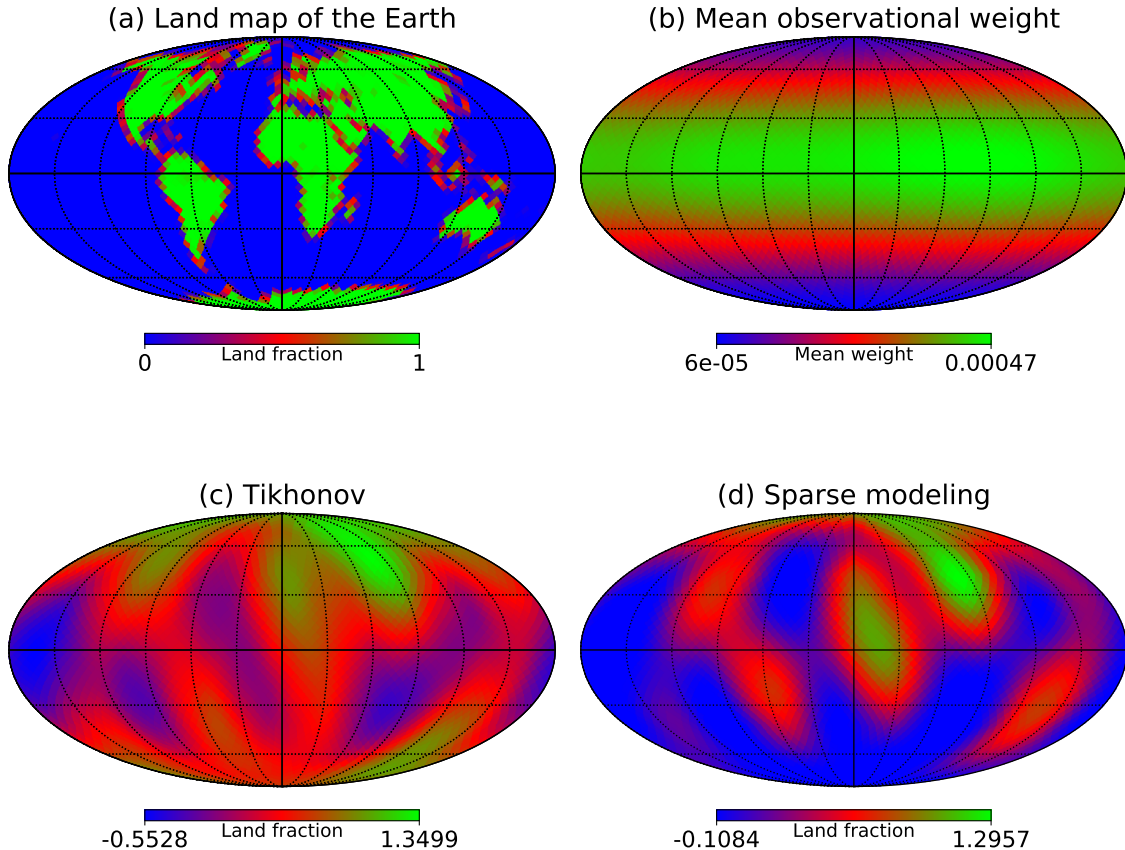 (a) Land map of the Earth
(b) Mean observational weight
0 Land fraction 1
6e-05 Mean weight 0.00047
(c) Tikhonov
(d) Sparse modeling
-0.5528 Land fraction 1.3499
-0.1084 Land fraction 1.2957